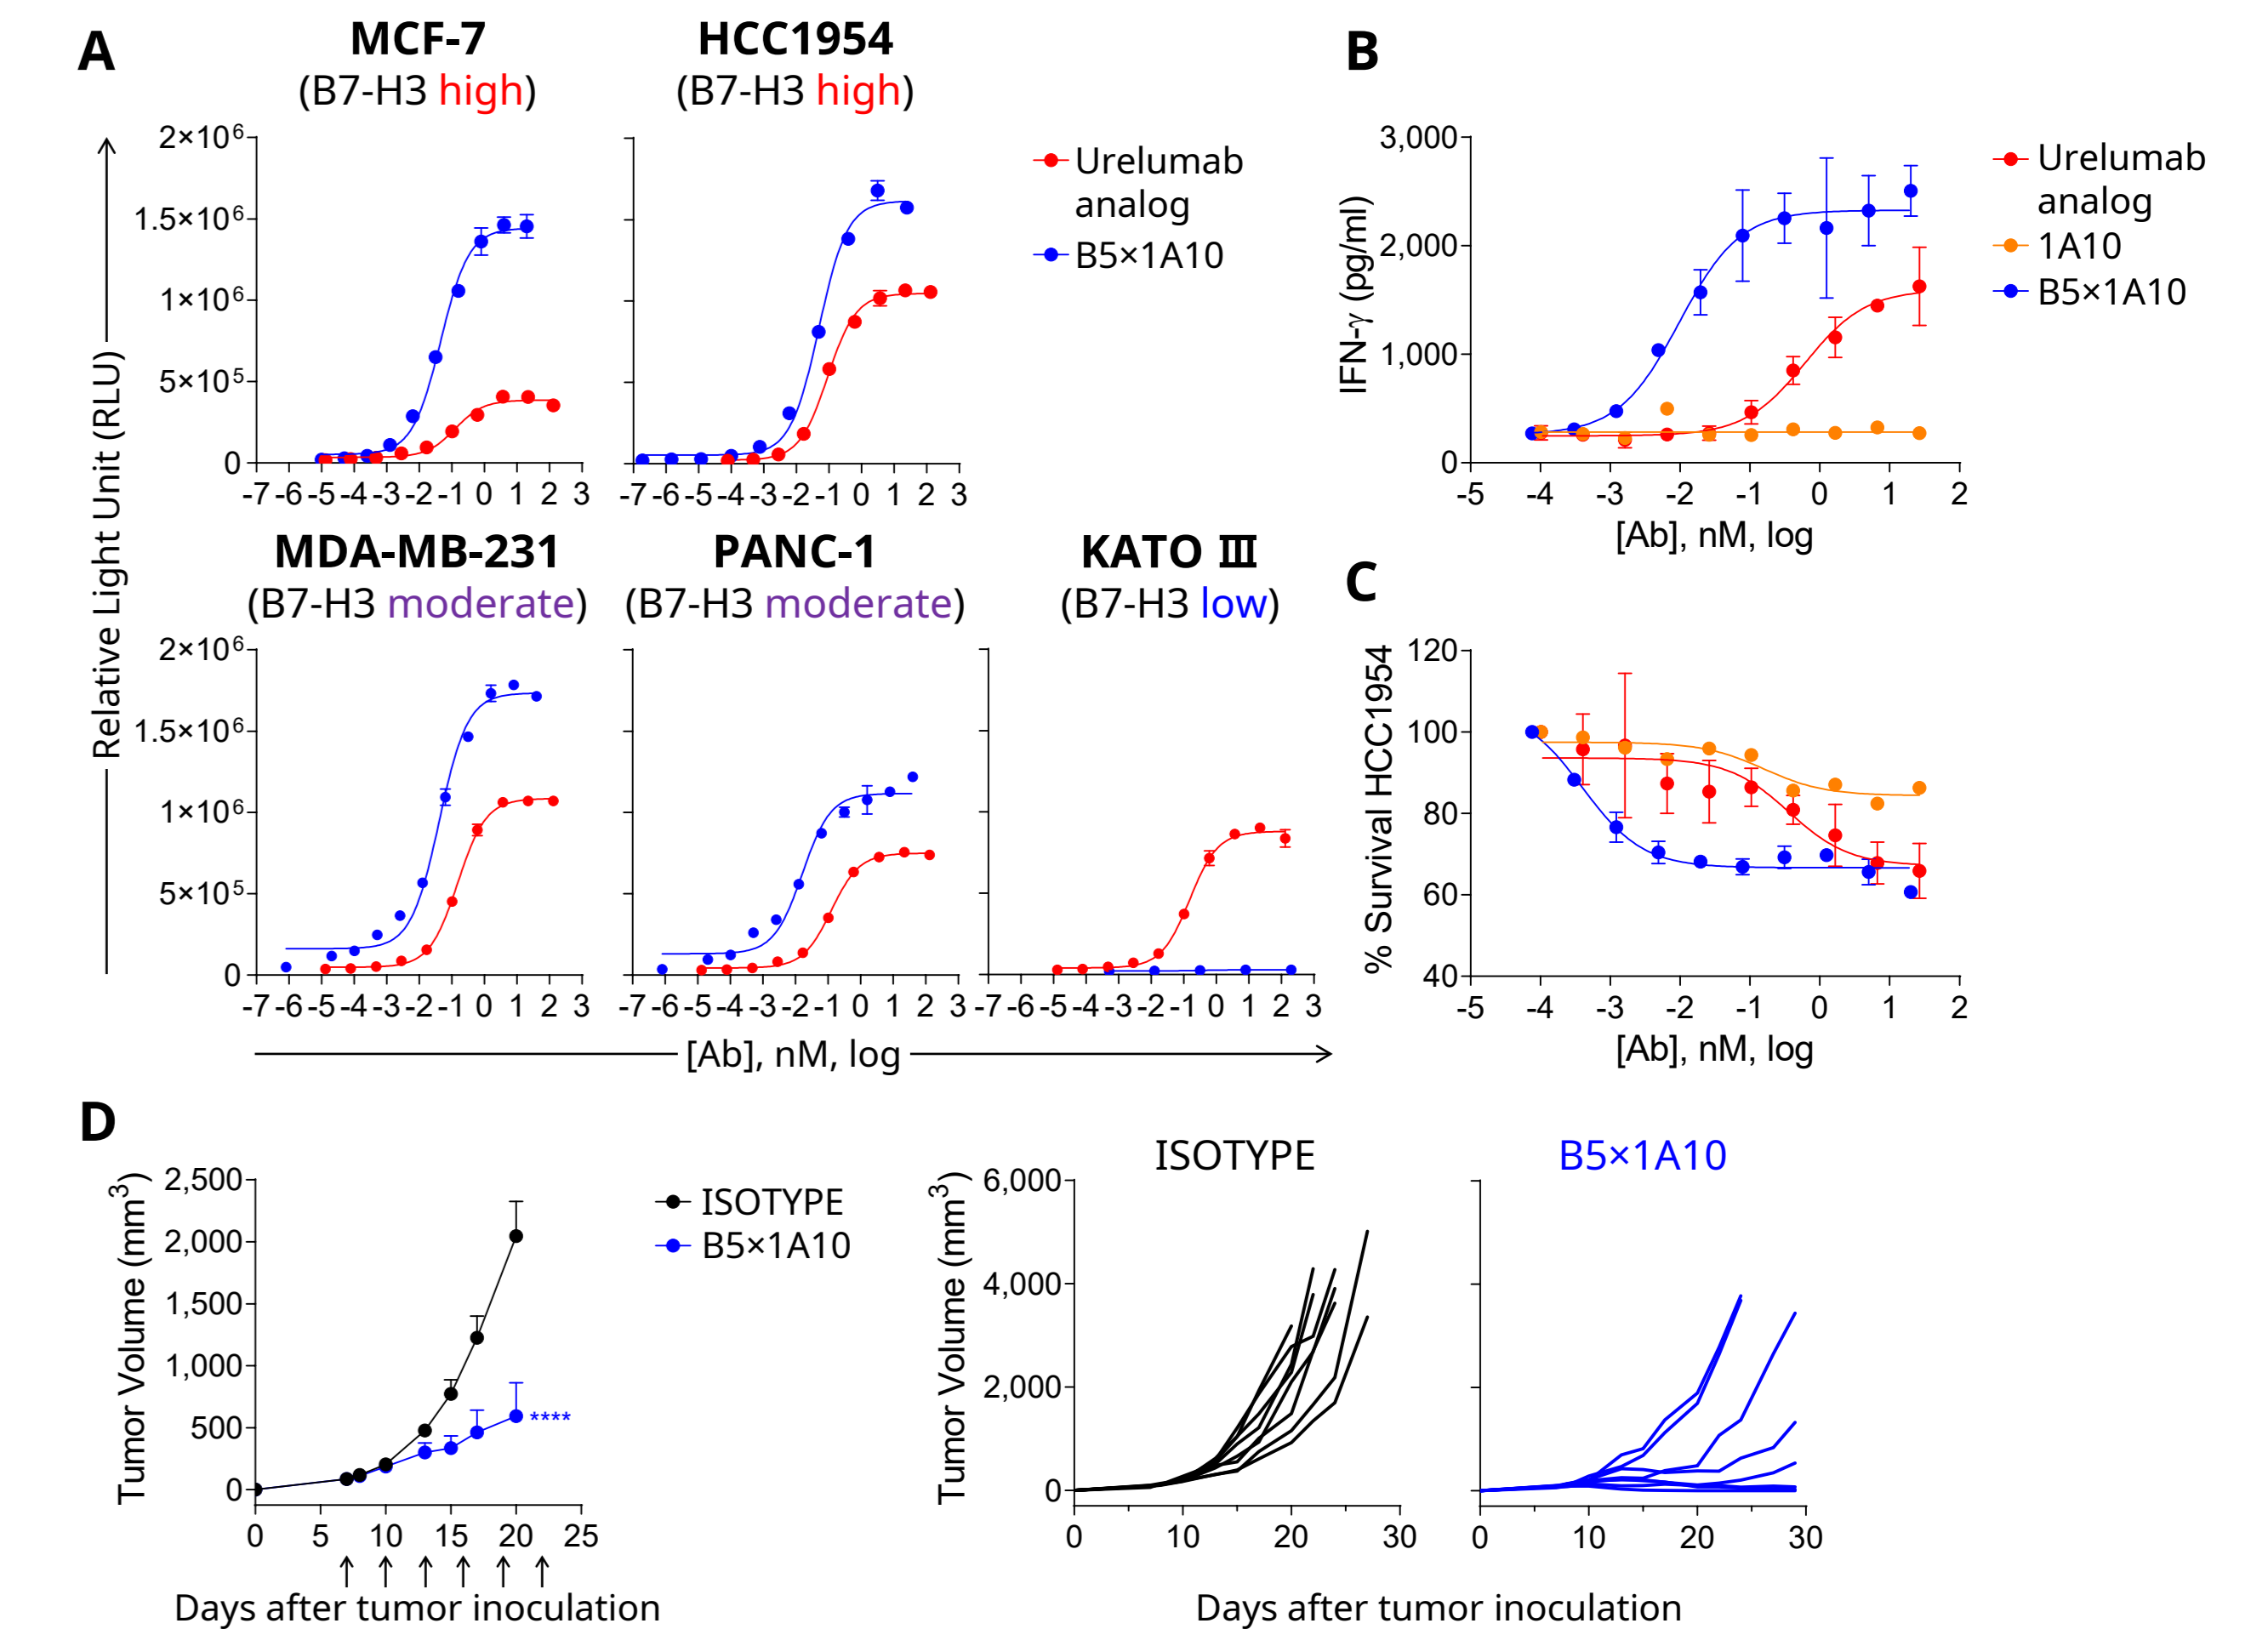 A
MCF-7
(B7-H3 high)
HCC1954
(B7-H3 high)
Relative Light Unit (RLU)
2×10⁶
1.5×10⁶
1×10⁶
5×10⁵
0
-7 -6 -5 -4 -3 -2 -1 0 1 2 3
-7 -6 -5 -4 -3 -2 -1 0 1 2 3
Urelumab
analog
B5×1A10
MDA-MB-231
(B7-H3 moderate)
PANC-1
(B7-H3 moderate)
KATO Ⅲ
(B7-H3 low)
2×10⁶
1.5×10⁶
1×10⁶
5×10⁵
0
-7 -6 -5 -4 -3 -2 -1 0 1 2 3
-7 -6 -5 -4 -3 -2 -1 0 1 2 3
-7 -6 -5 -4 -3 -2 -1 0 1 2 3
[Ab], nM, log
B
IFN-γ (pg/ml)
3,000
2,000
1,000
0
-5 -4 -3 -2 -1 0 1 2
[Ab], nM, log
Urelumab
analog
1A10
B5×1A10
C
% Survival HCC1954
120
100
80
60
40
-5 -4 -3 -2 -1 0 1 2
[Ab], nM, log
D
Tumor Volume (mm³)
2,500
2,000
1,500
1,000
500
0
0 5 10 15 20 25
****
Days after tumor inoculation
ISOTYPE
B5×1A10
ISOTYPE
B5×1A10
Tumor Volume (mm³)
6,000
4,000
2,000
0
0 10 20 30
0 10 20 30
Days after tumor inoculation